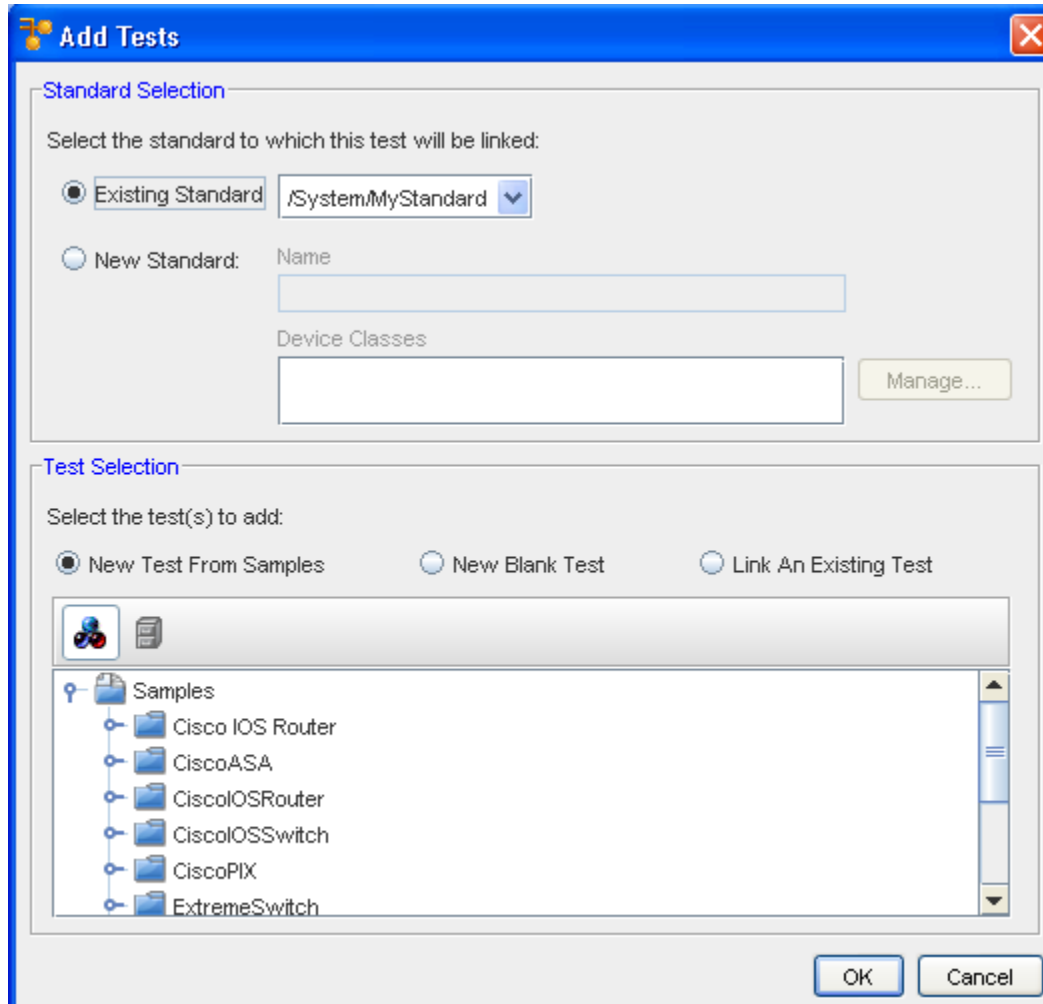 Add Tests
Standard Selection
Select the standard to which this test will be linked:
Existing Standard
/System/MyStandard
New Standard:
Name
Device Classes
Manage...
Test Selection
Select the test(s) to add:
New Test From Samples
New Blank Test
Link An Existing Test
Samples
Cisco IOS Router
CiscoASA
CiscoIOSRouter
CiscoIOSSwitch
CiscoPIX
ExtremeSwitch
OK
Cancel